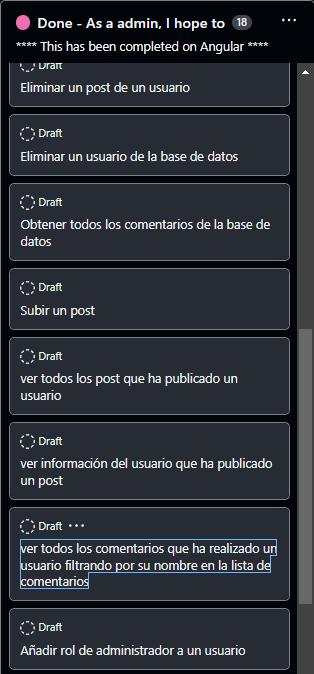 Done - As a admin, I hope to 18
**** This has been completed on Angular ****
Draft
Eliminar un post de un usuario
Draft
Eliminar un usuario de la base de datos
Draft
Obtener todos los comentarios de la base de
datos
Draft
Subir un post
Draft
ver todos los post que ha publicado un
usuario
Draft
ver información del usuario que ha publicado
un post
Draft
ver todos los comentarios que ha realizado un
usuario filtrando por su nombre en la lista de
comentarios
Draft
Añadir rol de administrador a un usuario